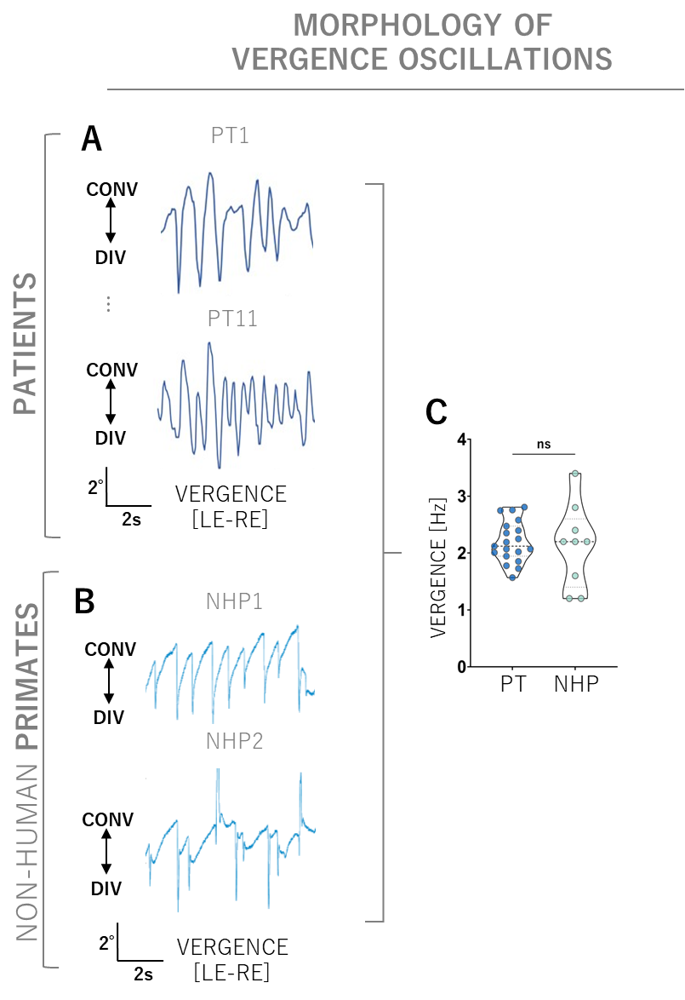 MORPHOLOGY OF
VERGENCE OSCILLATIONS
PATIENTS
A
PT1
CONV
DIV
⋮
PT11
CONV
DIV
2°
2s
VERGENCE
[LE-RE]
NON-HUMAN PRIMATES
B
NHP1
CONV
DIV
NHP2
CONV
DIV
2°
2s
VERGENCE
[LE-RE]
C
ns
VERGENCE [Hz]
4
3
2
1
0
PT NHP